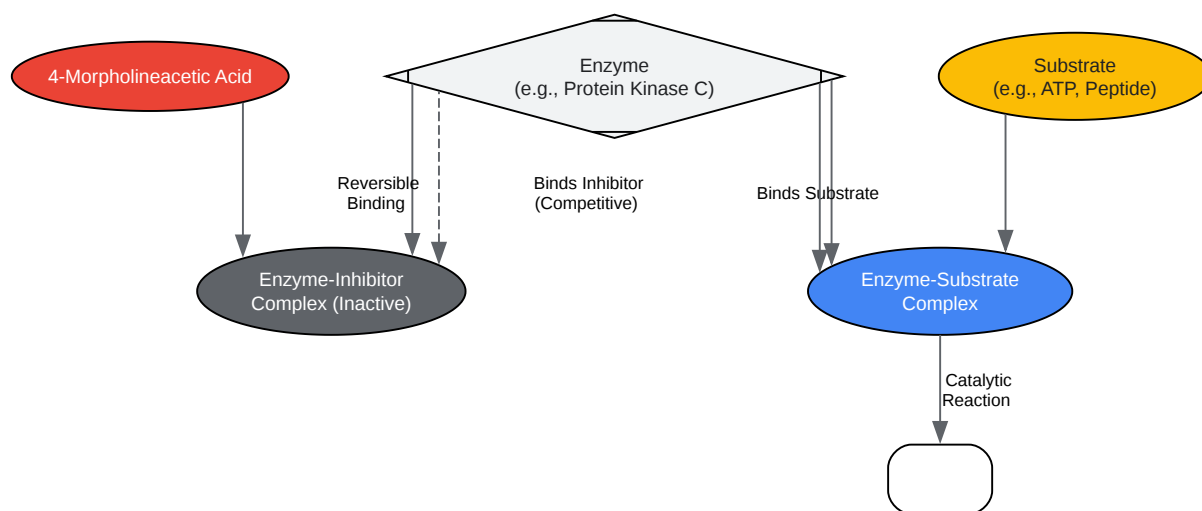 4-Morpholineacetic Acid
Enzyme
(e.g., Protein Kinase C)
Substrate
(e.g., ATP, Peptide)
Reversible
Binding
Binds Inhibitor
(Competitive)
Binds Substrate
Enzyme-Inhibitor
Complex (Inactive)
Enzyme-Substrate
Complex
Catalytic
Reaction